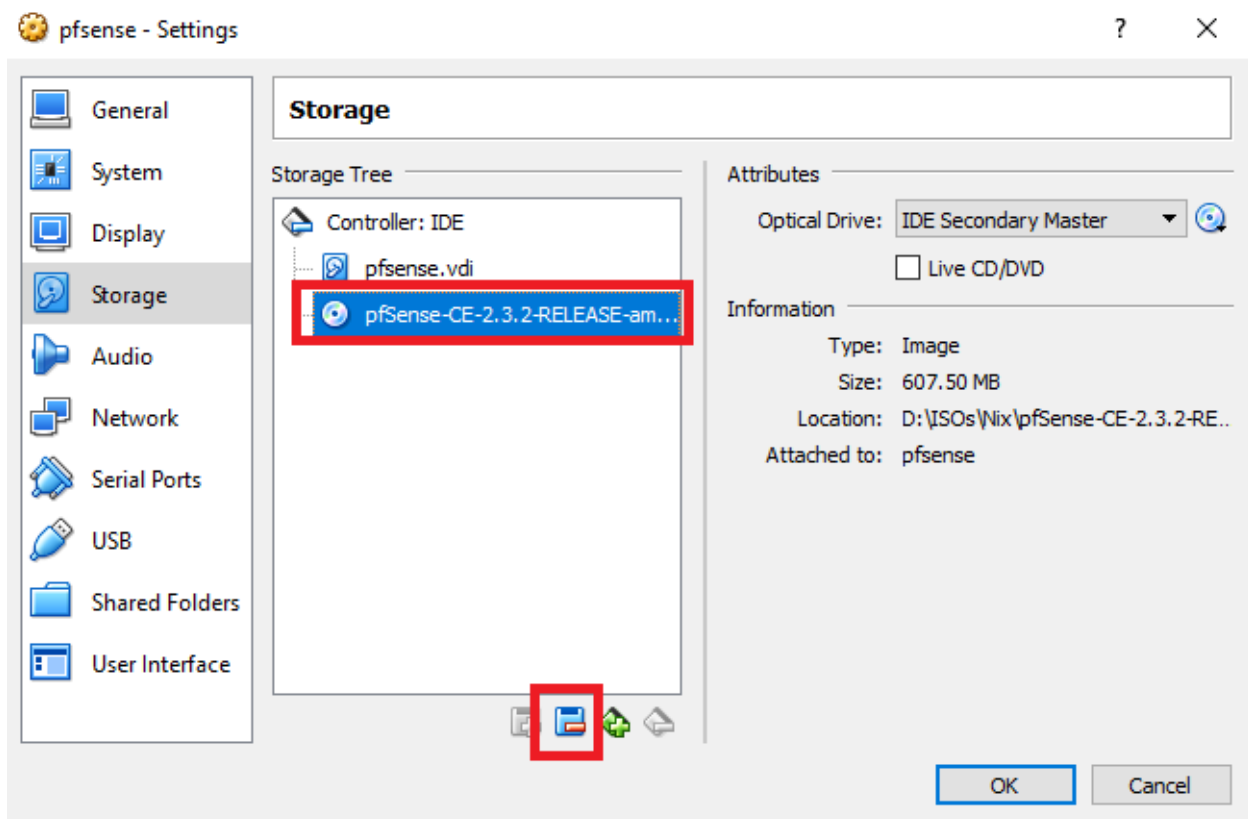 pfsense - Settings
?
General
System
Display
Storage
Audio
Network
Serial Ports
USB
Shared Folders
User Interface
Storage
Storage Tree
Controller: IDE
pfsense.vdi
pfSense-CE-2.3.2-RELEASE-am...
Attributes
Optical Drive: IDE Secondary Master
Live CD/DVD
Information
Type: Image
Size: 607.50 MB
Location: D:\ISOs\Nix\pfSense-CE-2.3.2-RE..
Attached to: pfsense
OK Cancel